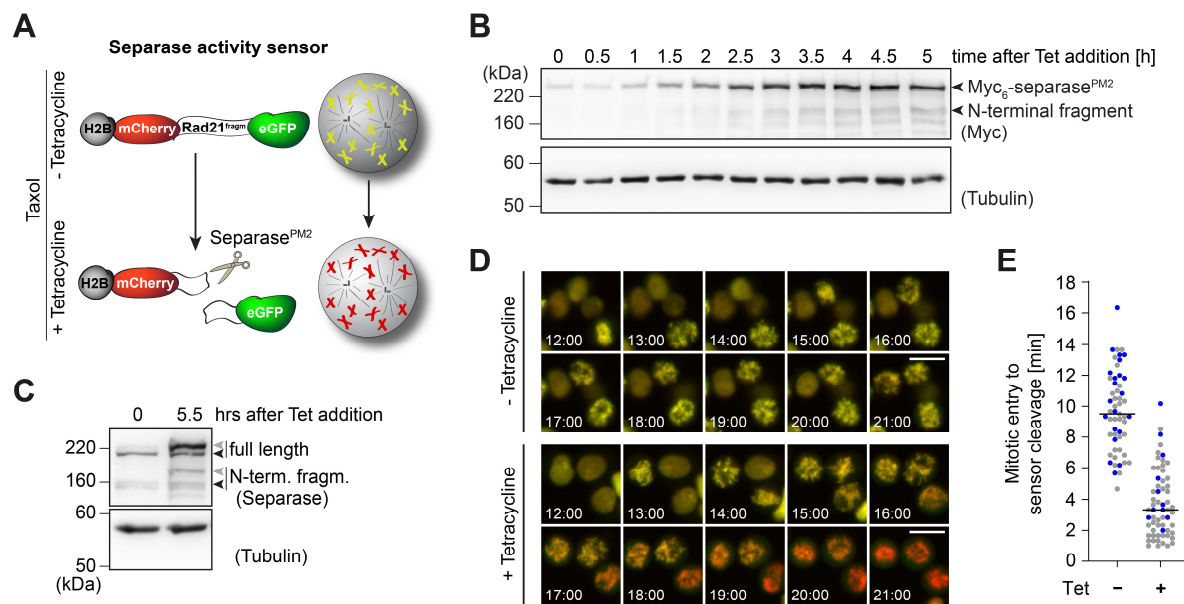 A
Separase activity sensor
Taxol
- Tetracycline
H2B mCherry Rad21fragm eGFP
+ Tetracycline
SeparasePM2
H2B mCherry
eGFP
B
0 0.5 1 1.5 2 2.5 3 3.5 4 4.5 5 time after Tet addition [h]
(kDa)
220
160
Myc6-separasePM2
N-terminal fragment
(Myc)
60
50
(Tubulin)
C
0 5.5 hrs after Tet addition
220
160
full length
N-term. fragm.
(Separase)
60
50
(kDa)
(Tubulin)
D
- Tetracycline
12:00 13:00 14:00 15:00 16:00
17:00 18:00 19:00 20:00 21:00
+ Tetracycline
12:00 13:00 14:00 15:00 16:00
17:00 18:00 19:00 20:00 21:00
E
Mitotic entry to
sensor cleavage [min]
18
16
14
12
10
8
6
4
2
0
Tet − +